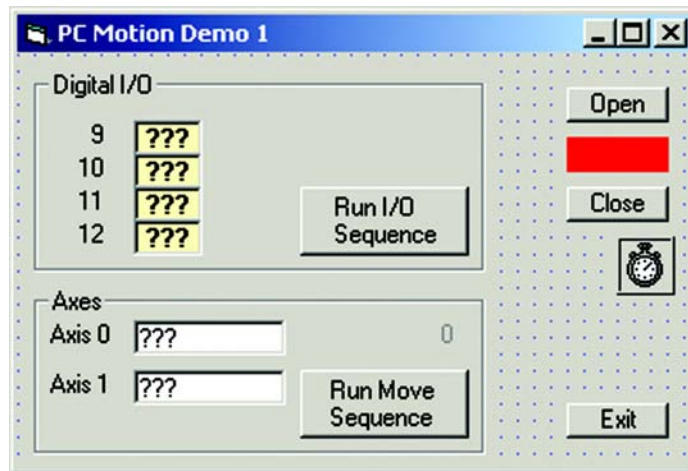 PC Motion Demo 1
Digital I/O
9 ???
10 ???
11 ???
12 ???
Run I/O
Sequence
Open
Close
Axes
Axis 0 ??? 0
Axis 1 ???
Run Move
Sequence
Exit